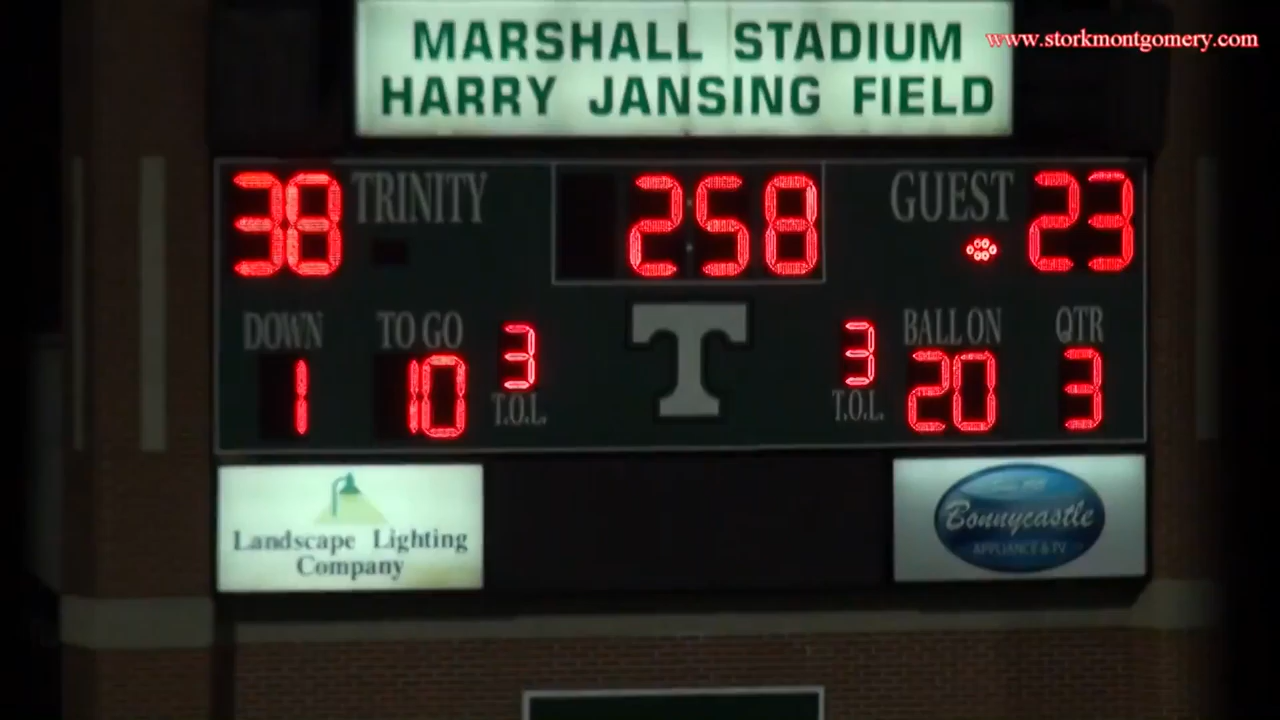 MARSHALL STADIUM
HARRY JANSING FIELD
www.storkmontgomery.com
38 TRINITY 258 GUEST 23
DOWN TO GO 3 T 3 BALL ON QTR
1 10 T.O.L. T.O.L. 20 3
Landscape Lighting
Company
Bonnycastle
APPLIANCE & TV